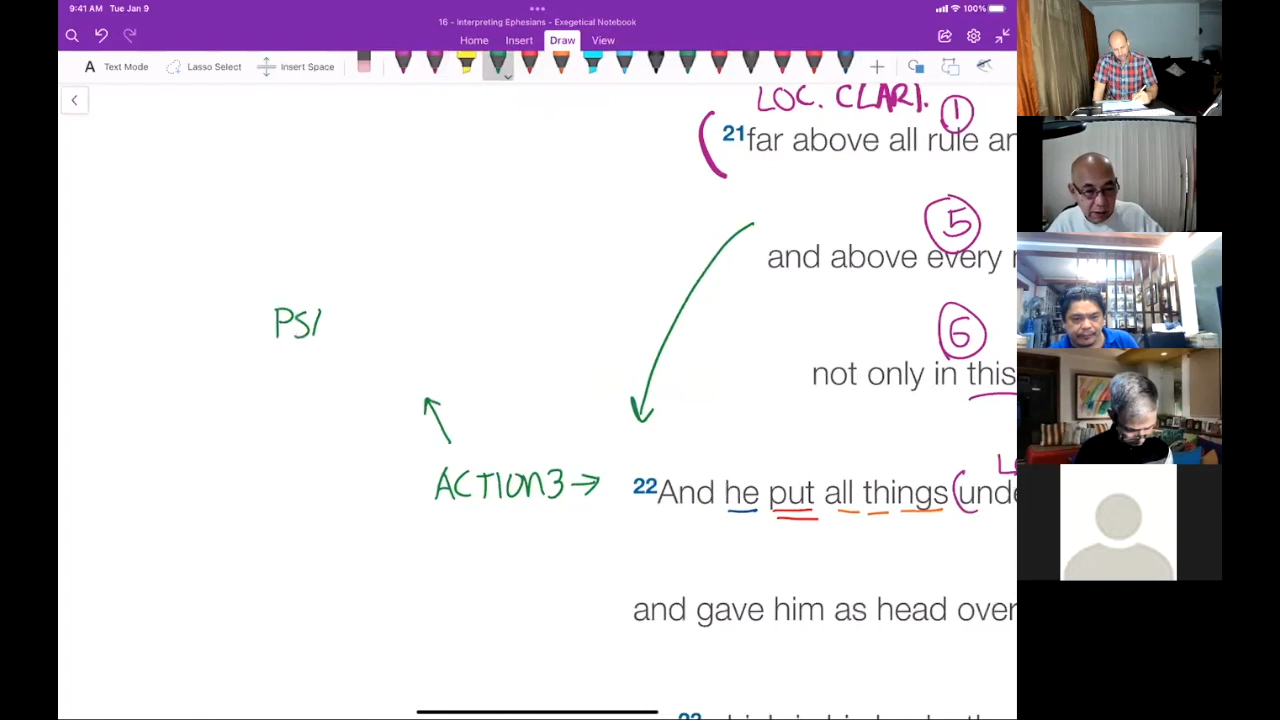 9:41 AM Tue Jan 9
100%
16 - Interpreting Ephesians - Exegetical Notebook
Home Insert Draw View
Text Mode Lasso Select Insert Space
LOC. CLARI. 1
21far above all rule an
5
and above every
PS
6
not only in this
ACTION3 → 22And he put all things (unde
and gave him as head over